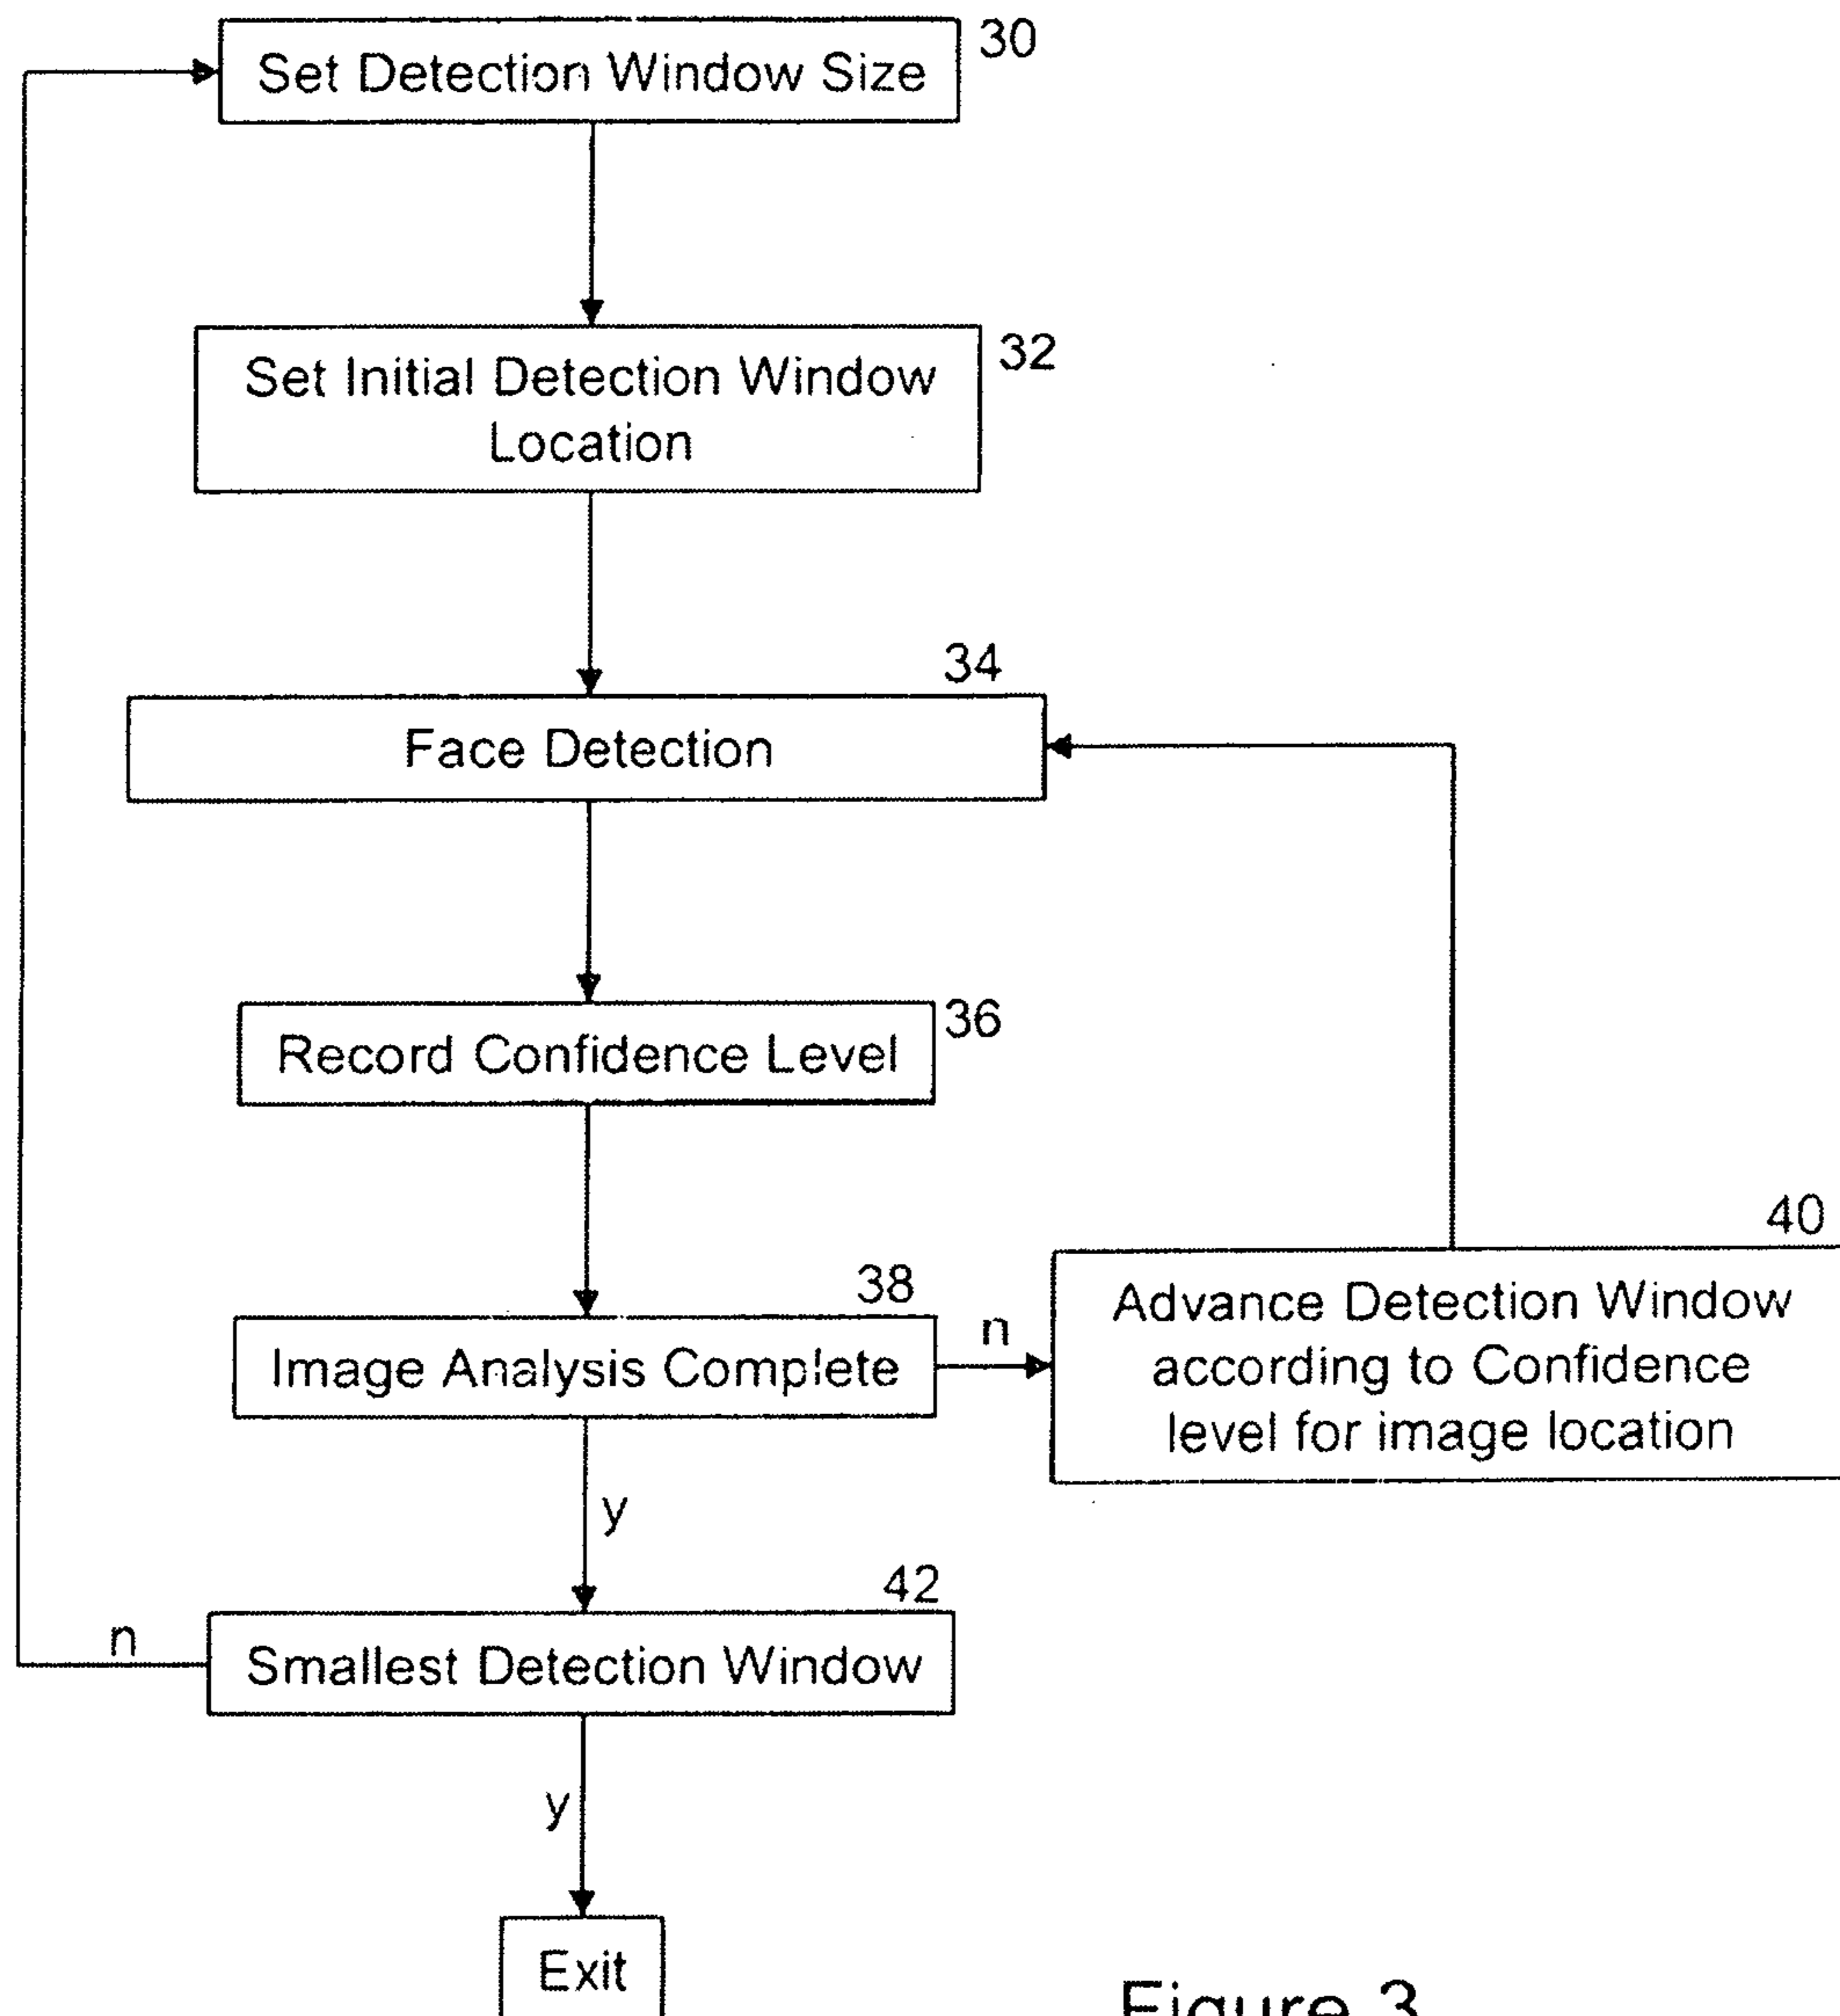 Set Detection Window Size
30
Set Initial Detection Window
Location
32
34
Face Detection
Record Confidence Level
36
38
Image Analysis Complete
n
40
Advance Detection Window
according to Confidence
level for image location
y
42
n
Smallest Detection Window
y
Exit
Figure 3